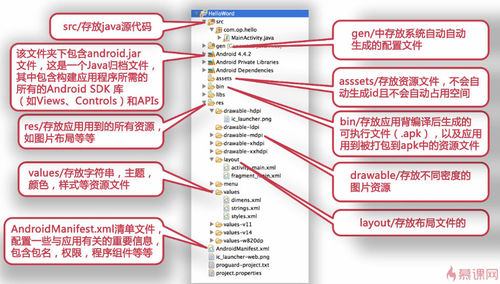 src/存放java源代码
该文件夹下包含android.jar
文件，这是一个Java归档文件，
其中包含构建应用程序所需的
所有的Android SDK 库
（如Views、Controls）和APIs
res/存放应用用到的所有资源，
如图片布局等等
values/存放字符串，主题，
颜色，样式等资源文件
AndroidManifest.xml清单文件，
配置一些与应用有关的重要信息，
包含包名，权限，程序组件等等
HelloWord
src
com.op.hello
MainActivity.java
gen
Android 4.4.2
Android Private Libraries
Android Dependencies
assets
bin
libs
res
drawable-hdpi
ic_launcher.png
drawable-ldpi
drawable-mdpi
drawable-xhdpi
drawable-xxhdpi
layout
activity_main.xml
fragment_main.xml
menu
values
dimens.xml
strings.xml
styles.xml
values-v11
values-v14
values-w820dp
AndroidManifest.xml
ic_launcher-web.png
proguard-project.txt
project.properties
gen/中存放系统自动自动
生成的配置文件
asssets/存放资源文件，不会自
动生成id且不会自动占用空间
bin/存放应用背编译后生成的
可执行文件（.apk），以及应用
用到被打包到apk中的资源文件
drawable/存放不同密度的
图片资源
layout/存放布局文件的
慕课网